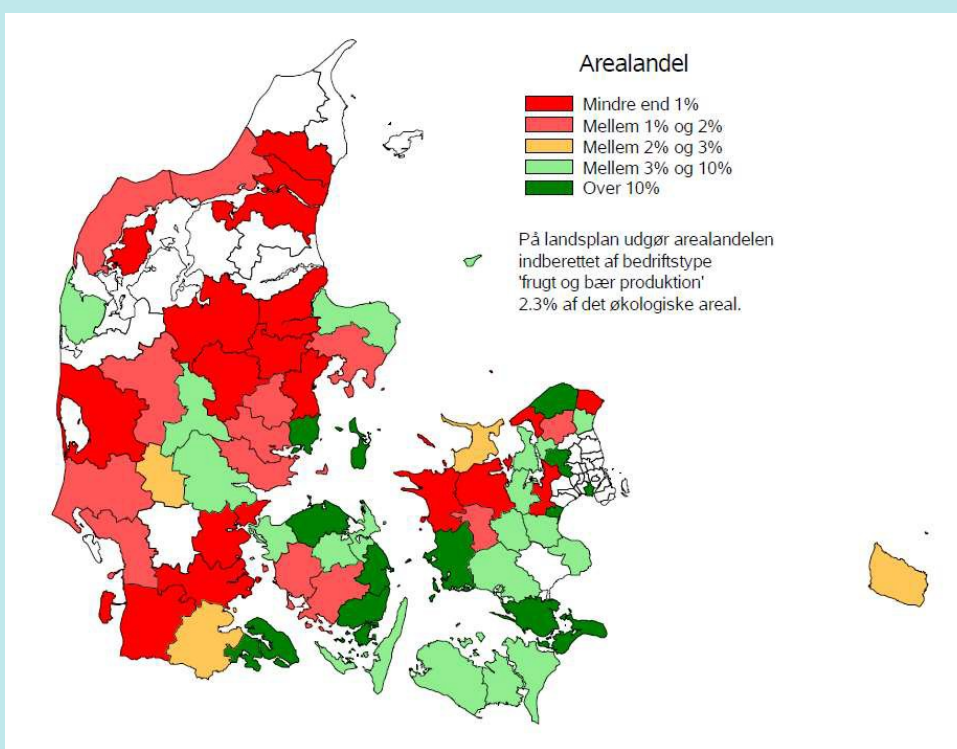 Arealandel
Mindre end 1%
Mellem 1% og 2%
Mellem 2% og 3%
Mellem 3% og 10%
Over 10%
På landsplan udgør arealandelen
indberettet af bedriftstype
'frugt og bær produktion'
2.3% af det økologiske areal.